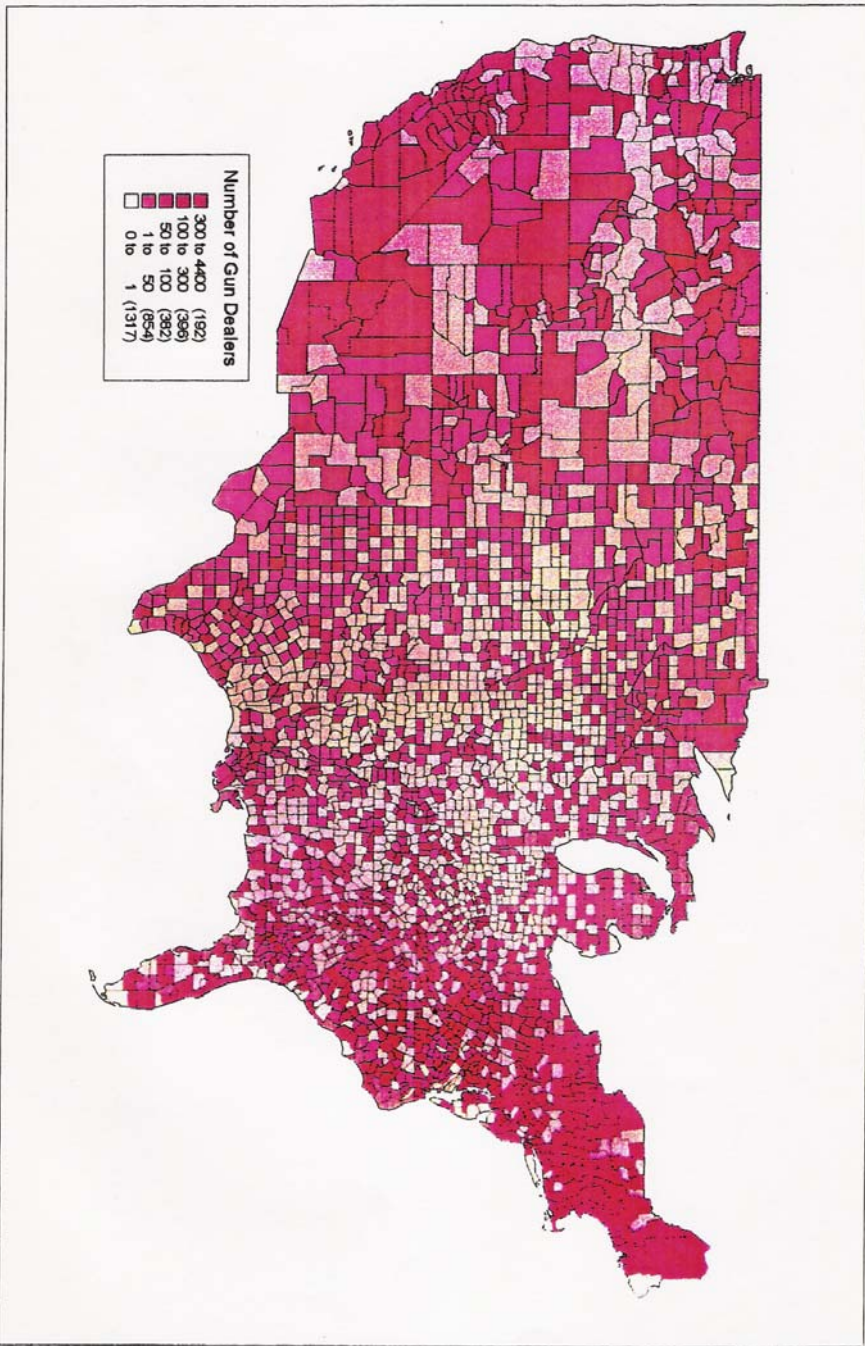 Number of Gun Dealers
300 to 4400 (192)
100 to 300 (396)
50 to 100 (382)
1 to 50 (854)
0 to 1 (1317)